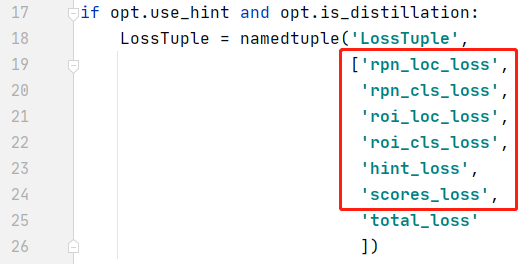 17 if opt.use_hint and opt.is_distillation:
18 LossTuple = namedtuple('LossTuple',
19 ['rpn_loc_loss',
20 'rpn_cls_loss',
21 'roi_loc_loss',
22 'roi_cls_loss',
23 'hint_loss',
24 'scores_loss',
25 'total_loss'
26 ])